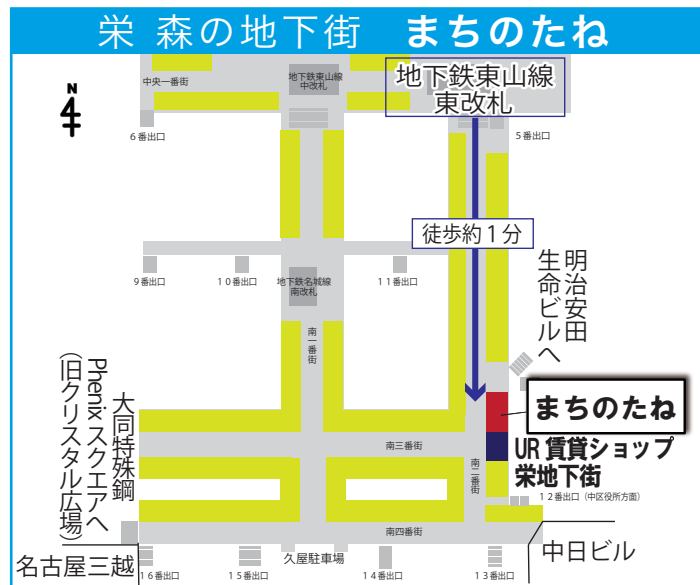 栄 森の地下街 まちのたね
中央一番街
地下鉄東山線
中改札
地下鉄東山線
東改札
N
6番出口
5番出口
徒歩約1分
9番出口
10番出口
地下鉄名城線
南改札
11番出口
明治安田
生命ビルへ
南一番街
まちのたね
UR 賃貸ショップ
栄地下街
大同特殊鋼
Phenixスクエアへ
(旧クリスタル広場)
南三番街
南二番街
12番出口(中区役所方面)
南四番街
名古屋三越
久屋駐車場
中日ビル
16番出口
15番出口
14番出口
13番出口